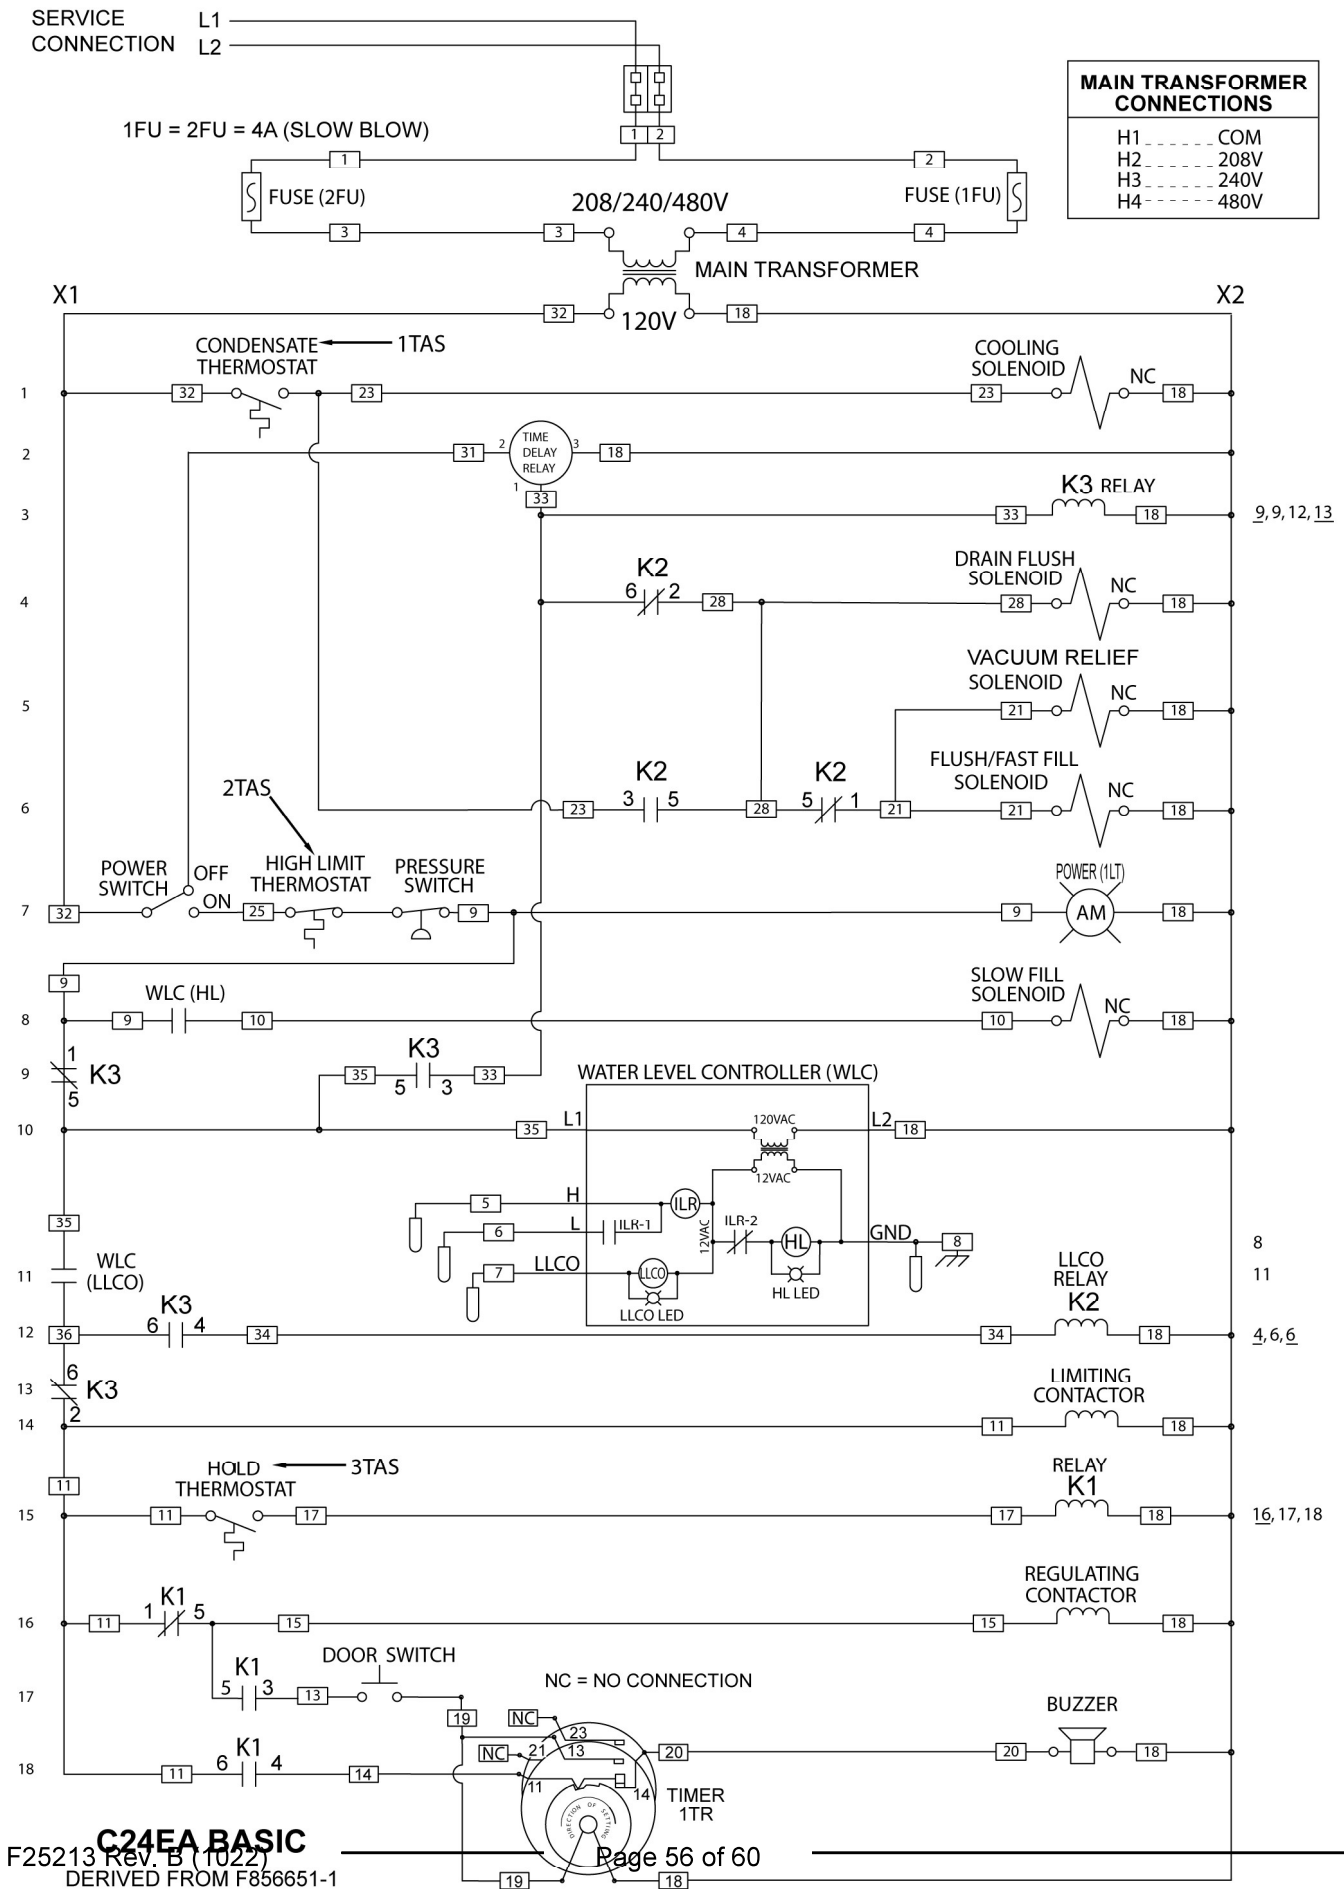 SERVICE
CONNECTION
L1
L2
MAIN TRANSFORMER
CONNECTIONS
H1 COM
H2 208V
H3 240V
H4 480V
1FU = 2FU = 4A (SLOW BLOW)
1 2
1 2
FUSE (2FU)
208/240/480V
FUSE (1FU)
3 3 4 4
MAIN TRANSFORMER
X1 X2
32 120V 18
CONDENSATE
THERMOSTAT
1TAS
COOLING
SOLENOID
NC
1 32 23 23 18
TIME
DELAY
RELAY
2 31 2 3 18
1
33
K3 RELAY
3 33 18 9, 9, 12, 13
K2
DRAIN FLUSH
SOLENOID
NC
4 6 2 28 28 18
VACUUM RELIEF
SOLENOID
NC
5 21 18
FLUSH/FAST FILL
SOLENOID
NC
2TAS
K2 K2
6 23 3 5 28 5 1 21 21 18
POWER
SWITCH
OFF
ON
HIGH LIMIT
THERMOSTAT
PRESSURE
SWITCH
POWER (1LT)
7 32 25 9 9 AM 18
9
WLC (HL)
SLOW FILL
SOLENOID
NC
8 9 10 10 18
9 1 K3 5
K3
35 5 3 33
WATER LEVEL CONTROLLER (WLC)
10 35 L1 120VAC L2 18
12VAC
5 H ILR
6 L ILR-1 12VAC ILR-2 HL GND 8
7 LLCO LLCO
LLCO LED
HL LED
35
8
11
11 WLC
(LLCO)
LLCO
RELAY
K2
K3
12 36 6 4 34 34 18 4, 6, 6
13 6 K3 2
LIMITING
CONTACTOR
14 11 18
11
HOLD
THERMOSTAT
3TAS
RELAY
K1
15 11 17 17 18 16, 17, 18
REGULATING
CONTACTOR
K1
16 11 1 5 15 15 18
DOOR SWITCH
NC = NO CONNECTION
K1
17 5 3 13
19
BUZZER
NC 23
NC 21 13 20 20 18
K1
18 11 6 4 14 11 14
TIMER
1TR
DIRECTION OF SETTING
19 18
C24EA BASIC
F25213 Rev. B (1022)
Page 56 of 60
DERIVED FROM F856651-1